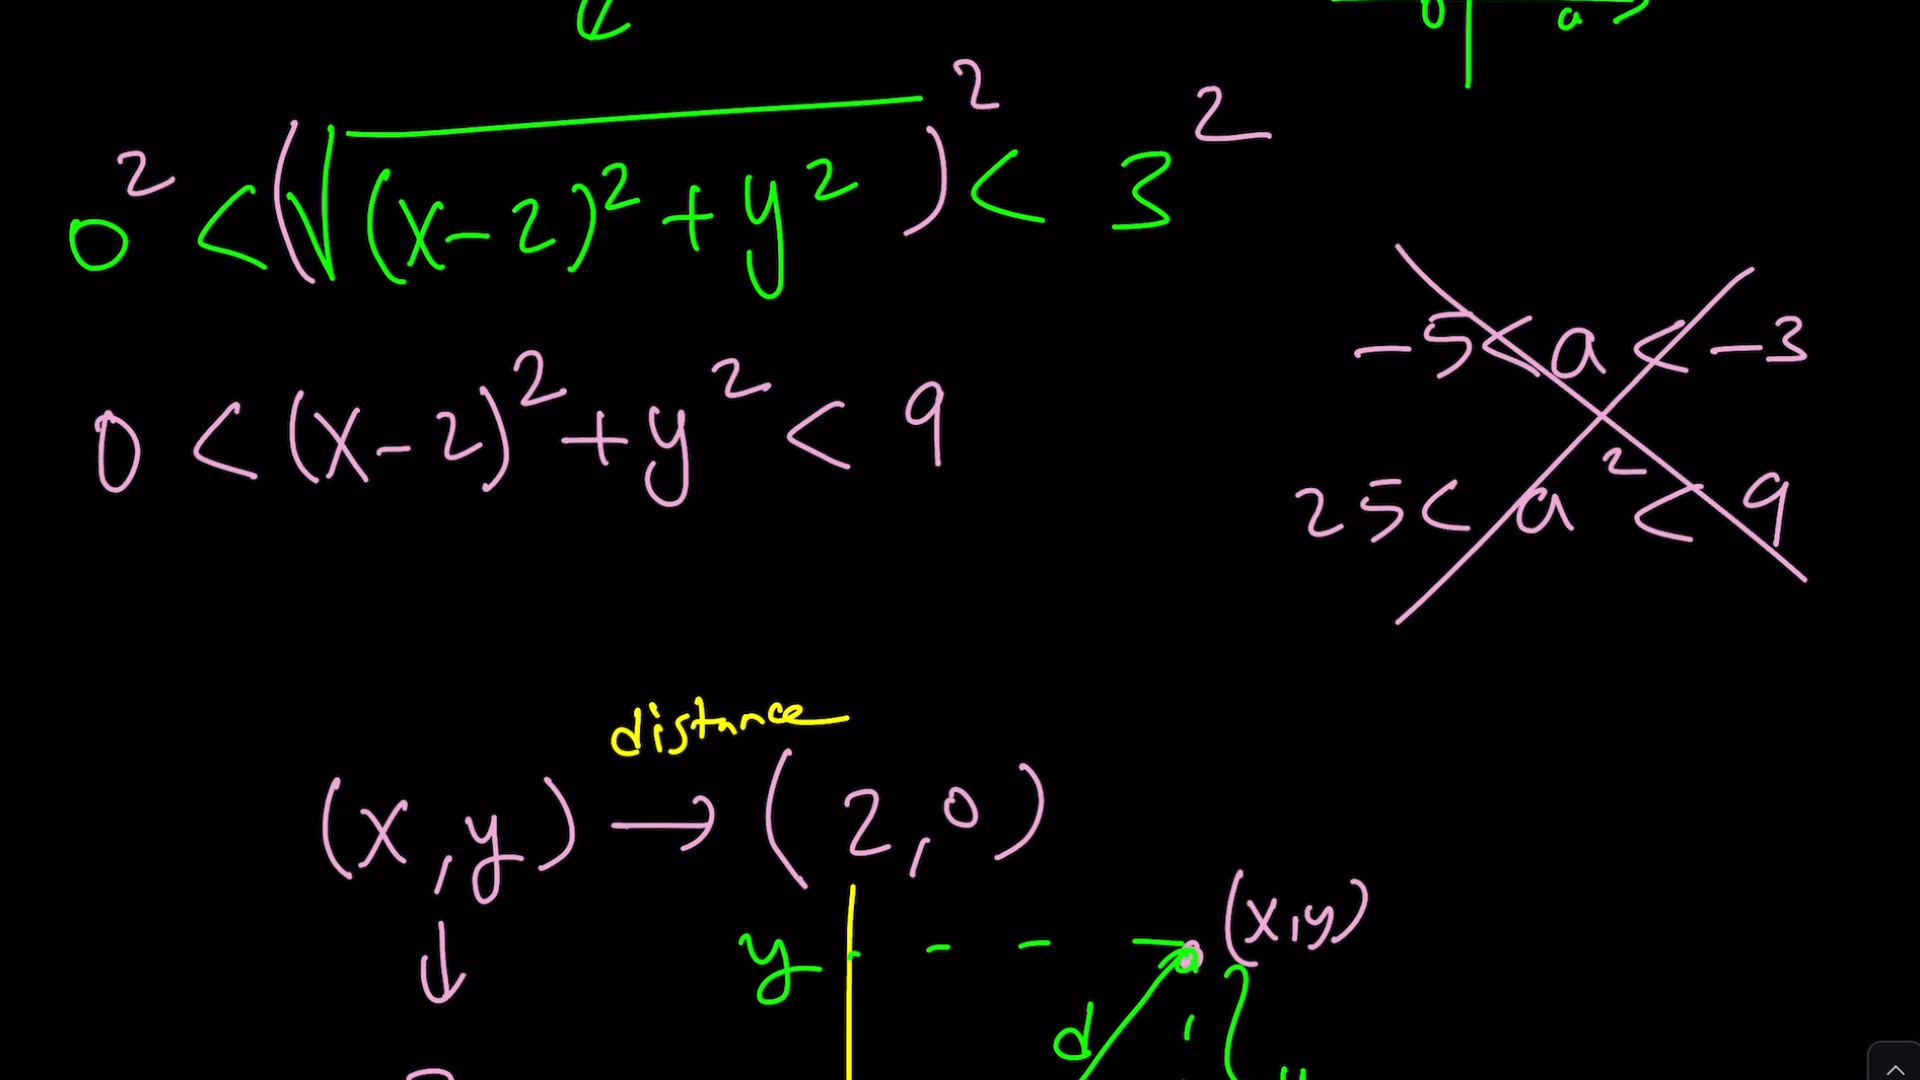 0 a
0² < (√(x-2)² + y²)² < 3²
-5 < a < -3
0 < (x-2)² + y² < 9
25 < a² < 9
distance
(x, y) → (2, 0)
(x, y)
y
d